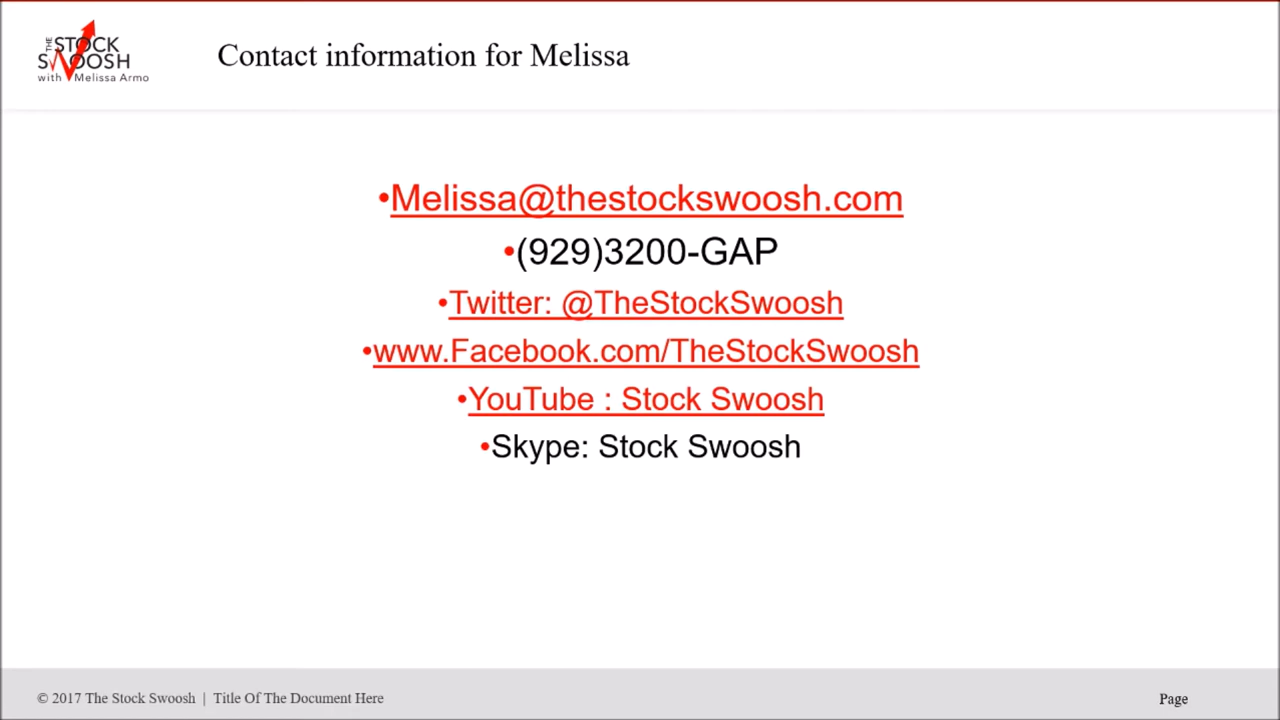 THE STOCK
SWOOSH
with Melissa Armo
Contact information for Melissa
•Melissa@thestockswoosh.com
•(929)3200-GAP
•Twitter: @TheStockSwoosh
•www.Facebook.com/TheStockSwoosh
•YouTube : Stock Swoosh
•Skype: Stock Swoosh
© 2017 The Stock Swoosh | Title Of The Document Here
Page